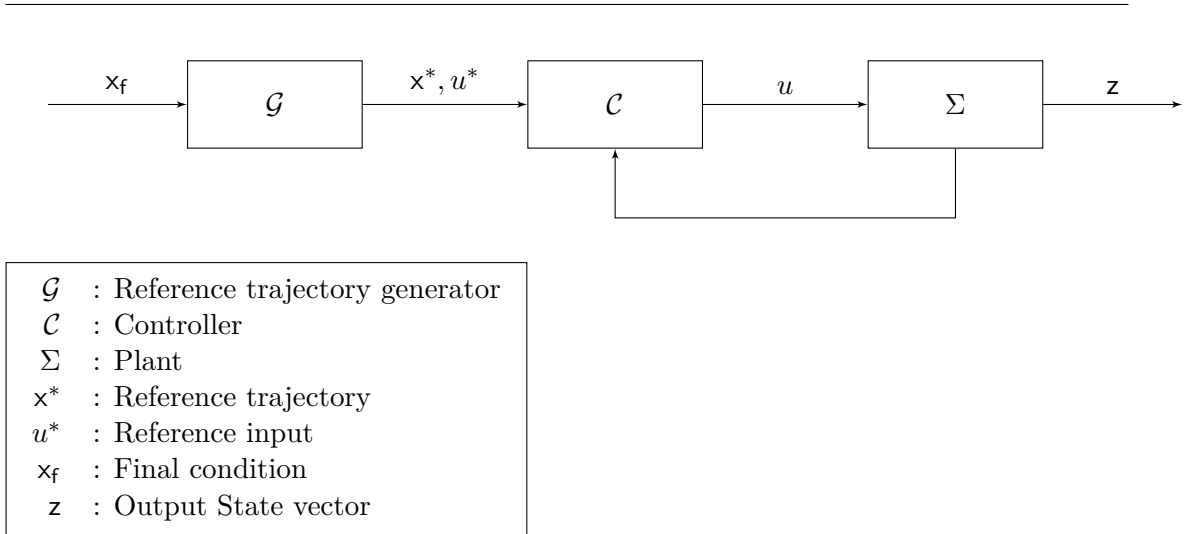 x_f
𝒢
x*, u*
𝒞
u
Σ
z
𝒢 : Reference trajectory generator
𝒞 : Controller
Σ : Plant
x* : Reference trajectory
u* : Reference input
x_f : Final condition
z : Output State vector